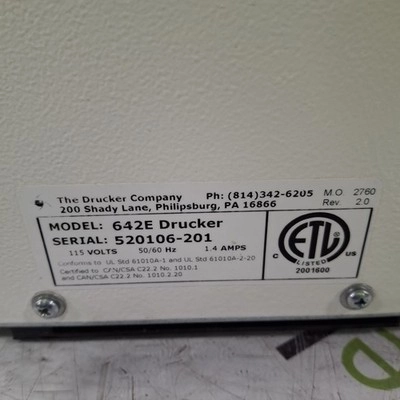 The Drucker Company Ph: (814)342-6205 M.O. 2760
200 Shady Lane, Philipsburg, PA 16866 Rev. 2.0
MODEL: 642E Drucker
SERIAL: 520106-201
115 VOLTS 50/60 Hz 1.4 AMPS
Conforms to UL Std 61010A-1 and UL Std 61010A-2-20
Certified to CAN/CSA C22.2 No. 1010.1
and CAN/CSA C22.2 No. 1010.2.20
ETL
C US
LISTED
2001600